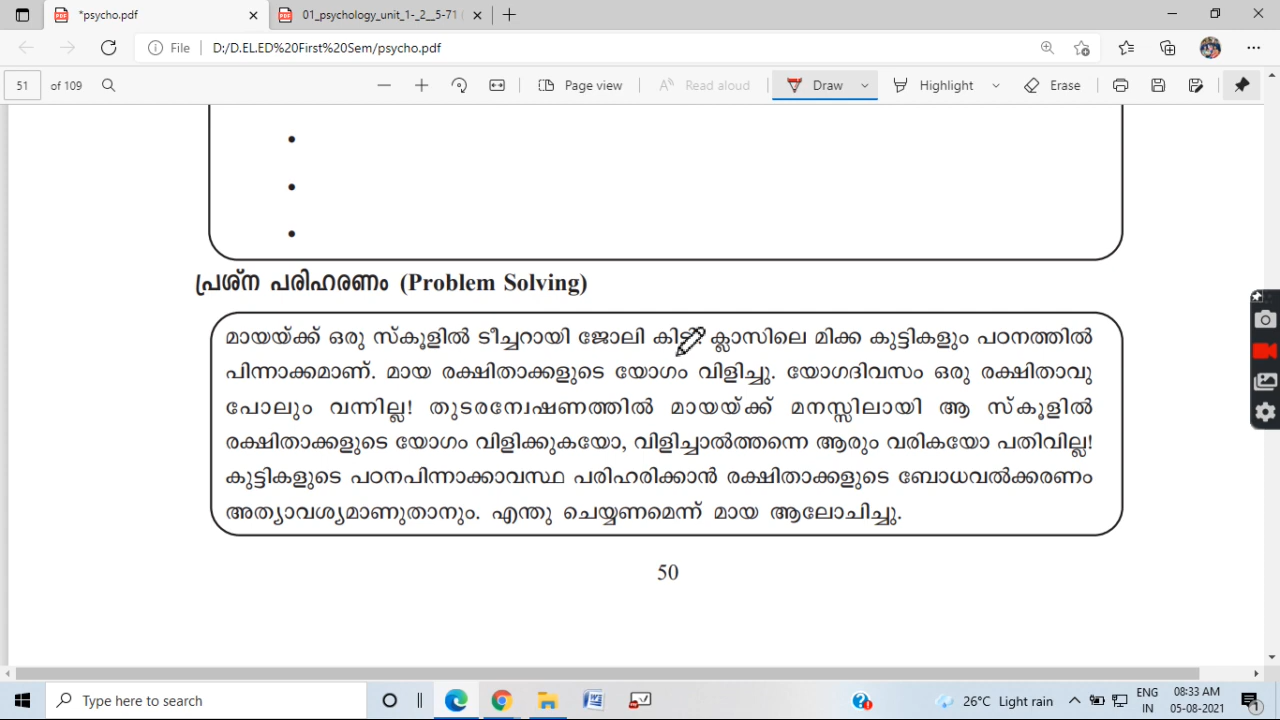 *psycho.pdf
01_psychology_unit_1-_2__5-71 (
File D:/D.EL.ED%20First%20Sem/psycho.pdf
51 of 109 Page view Read aloud Draw Highlight Erase
പ്രശ്ന പരിഹരണം (Problem Solving)
മായയ്ക്ക് ഒരു സ്കൂളിൽ ടീച്ചറായി ജോലി ക്ലാസിലെ മിക്ക കുട്ടികളും പഠനത്തിൽ
പിന്നാക്കമാണ്. മായ രക്ഷിതാക്കളുടെ യോഗം വിളിച്ചു. യോഗദിവസം ഒരു രക്ഷിതാവു
പോലും വന്നില്ല! തുടരന്വേഷണത്തിൽ മായയ്ക്ക് മനസ്സിലായി ആ സ്കൂളിൽ
രക്ഷിതാക്കളുടെ യോഗം വിളിക്കുകയോ, വിളിച്ചാൽത്തന്നെ ആരും വരികയോ പതിവില്ല!
കുട്ടികളുടെ പഠനപിന്നാക്കാവസ്ഥ പരിഹരിക്കാൻ രക്ഷിതാക്കളുടെ ബോധവൽക്കരണം
അത്യാവശ്യമാണുതാനും. എന്തു ചെയ്യണമെന്ന് മായ ആലോചിച്ചു.
50
Type here to search
26°C Light rain
ENG 08:33 AM
IN 05-08-2021